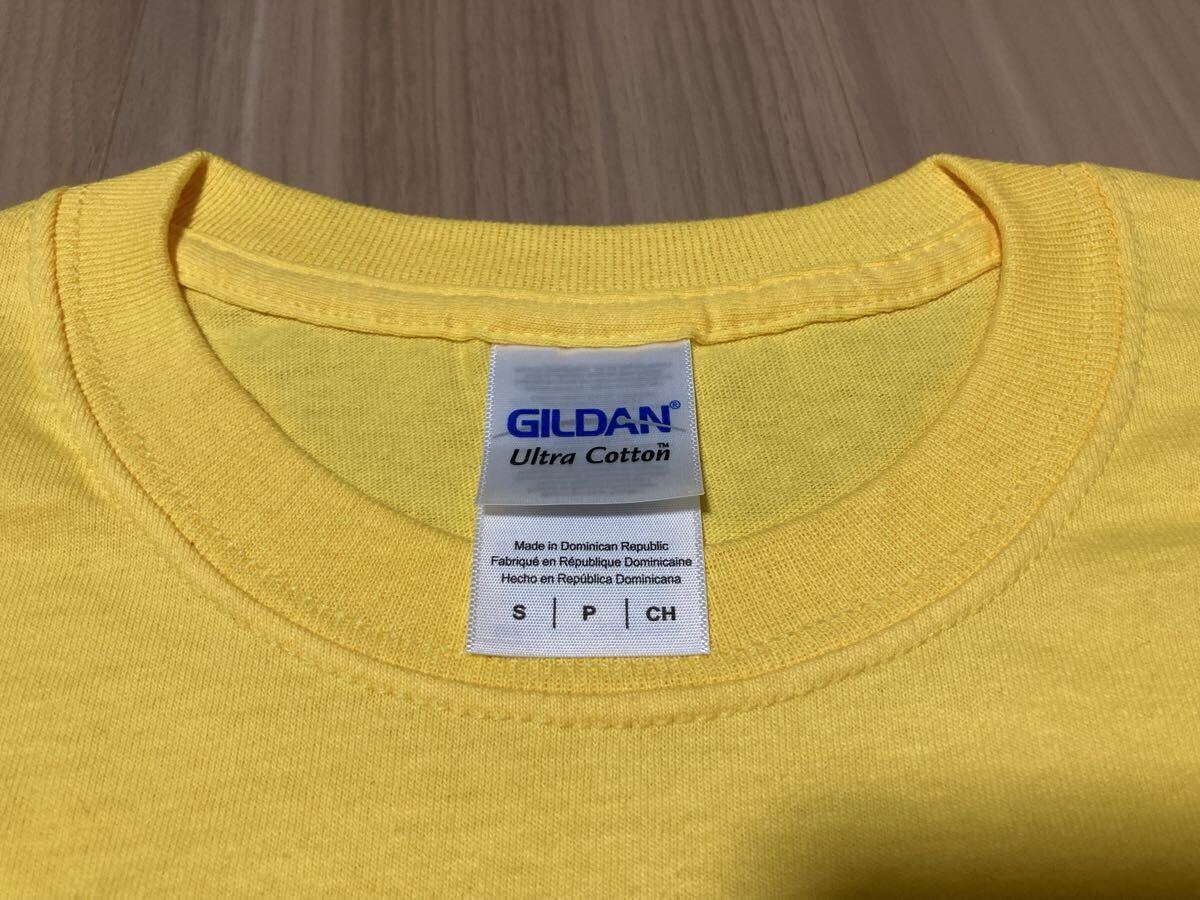 GILDAN®
Ultra Cotton™
Made in Dominican Republic
Fabriqué en République Dominicaine
Hecho en República Dominicana
S | P | CH